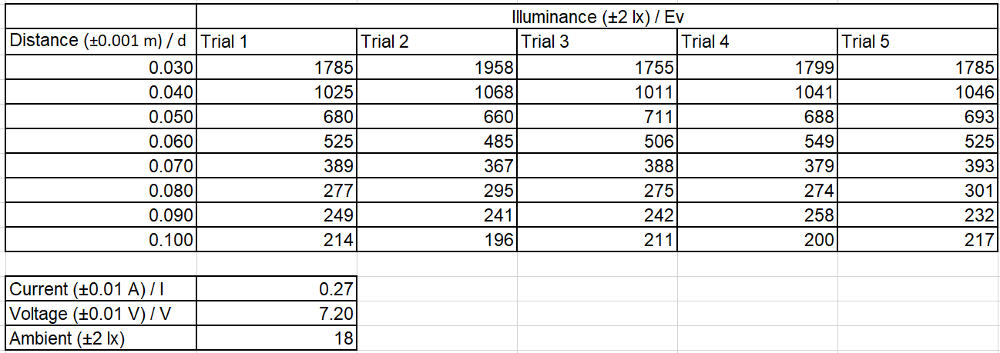 Illuminance (±2 lx) / Ev
Distance (±0.001 m) / d Trial 1 Trial 2 Trial 3 Trial 4 Trial 5
0.030 1785 1958 1755 1799 1785
0.040 1025 1068 1011 1041 1046
0.050 680 660 711 688 693
0.060 525 485 506 549 525
0.070 389 367 388 379 393
0.080 277 295 275 274 301
0.090 249 241 242 258 232
0.100 214 196 211 200 217
Current (±0.01 A) / I 0.27
Voltage (±0.01 V) / V 7.20
Ambient (±2 lx) 18